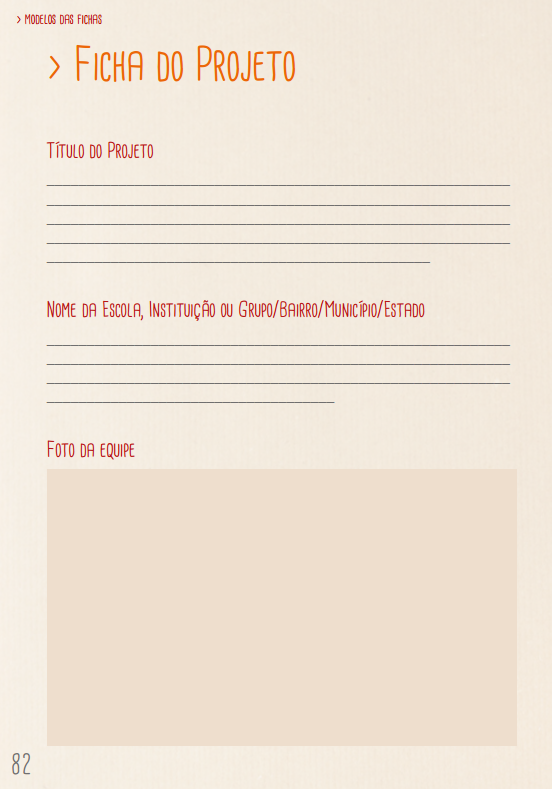 > Modelos das fichas
> Ficha do Projeto
Título do Projeto
Nome da Escola, Instituição ou Grupo/Bairro/Município/Estado
Foto da equipe
82